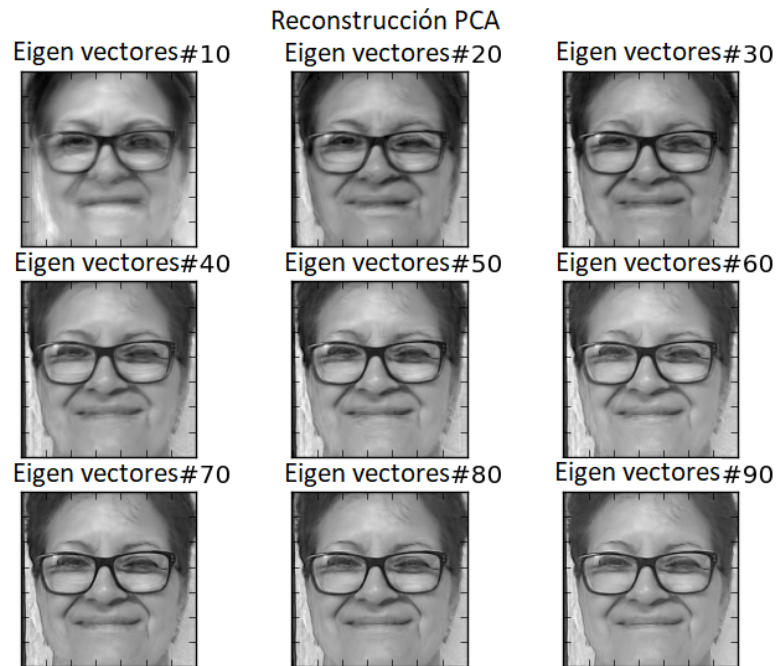 Reconstrucción PCA
Eigen vectores#10 Eigen vectores#20 Eigen vectores#30
Eigen vectores#40 Eigen vectores#50 Eigen vectores#60
Eigen vectores#70 Eigen vectores#80 Eigen vectores#90